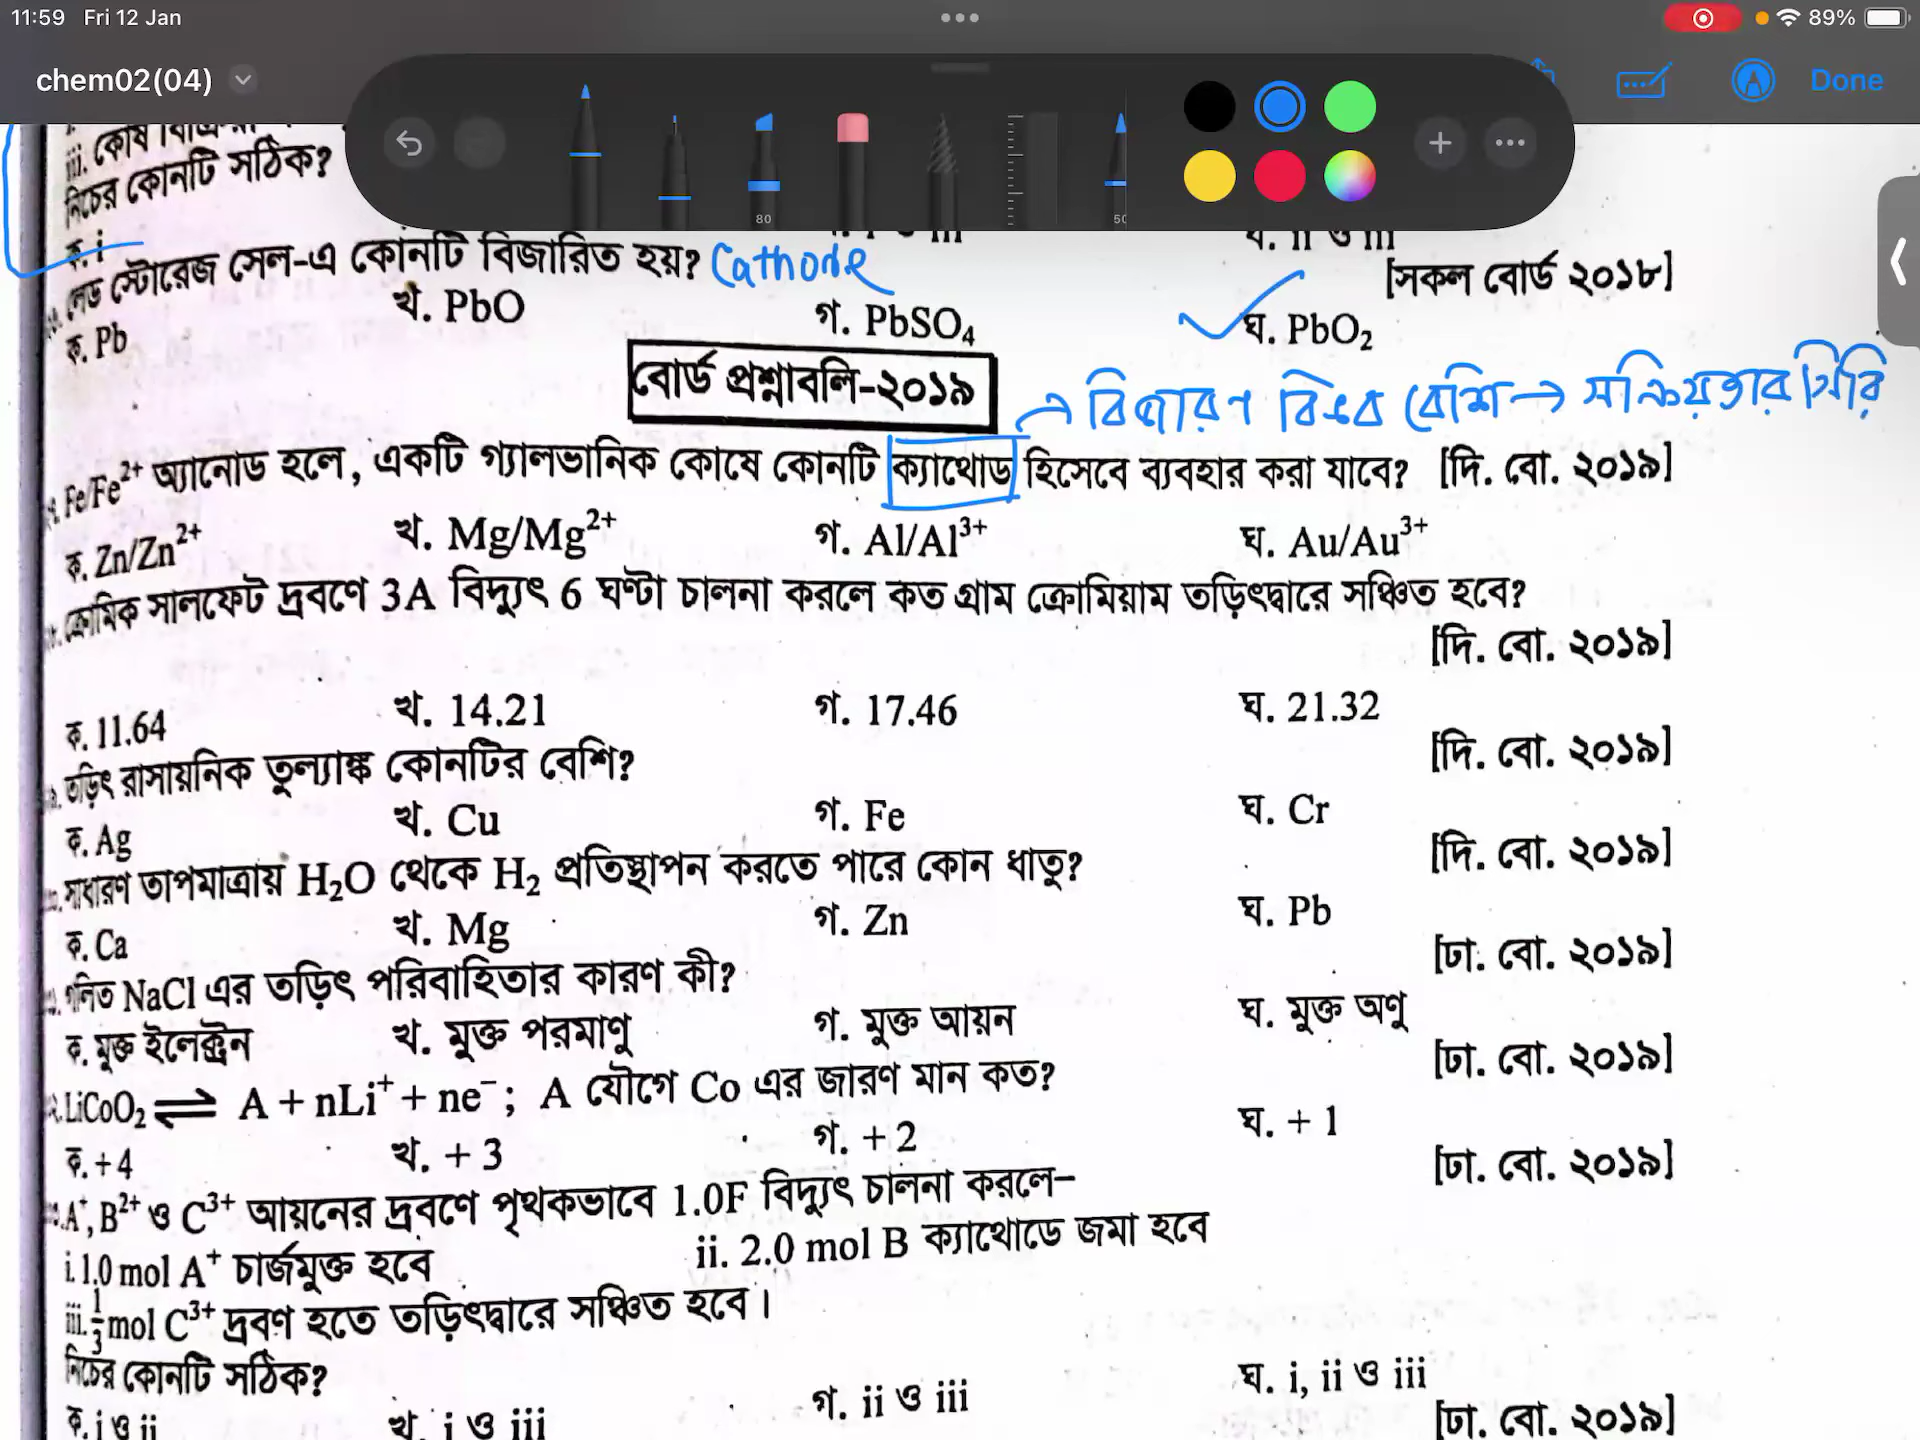 11:59 Fri 12 Jan
89%
chem02(04)
Done
80
50
নিচের কোনটি সঠিক?
ক. i
ঘ. ii ও iii
লেড স্টোরেজ সেল-এ কোনটি বিজারিত হয়? Cathode
[সকল বোর্ড ২০১৮]
ক. Pb খ. PbO গ. PbSO₄ ঘ. PbO₂
বোর্ড প্রশ্নাবলি-২০১৯
→ বিজারণ বিভব বেশি → সক্রিয়তার সিরি
Fe/Fe²⁺ অ্যানোড হলে, একটি গ্যালভানিক কোষে কোনটি ক্যাথোড হিসেবে ব্যবহার করা যাবে? [দি. বো. ২০১৯]
ক. Zn/Zn²⁺ খ. Mg/Mg²⁺ গ. Al/Al³⁺ ঘ. Au/Au³⁺
ক্রোমিক সালফেট দ্রবণে 3A বিদ্যুৎ 6 ঘণ্টা চালনা করলে কত গ্রাম ক্রোমিয়াম তড়িৎদ্বারে সঞ্চিত হবে?
[দি. বো. ২০১৯]
ক. 11.64 খ. 14.21 গ. 17.46 ঘ. 21.32
তড়িৎ রাসায়নিক তুল্যাঙ্ক কোনটির বেশি? [দি. বো. ২০১৯]
ক. Ag খ. Cu গ. Fe ঘ. Cr
সাধারণ তাপমাত্রায় H₂O থেকে H₂ প্রতিস্থাপন করতে পারে কোন ধাতু? [দি. বো. ২০১৯]
ক. Ca খ. Mg গ. Zn ঘ. Pb
গলিত NaCl এর তড়িৎ পরিবাহিতার কারণ কী? [ঢা. বো. ২০১৯]
ক. মুক্ত ইলেক্ট্রন খ. মুক্ত পরমাণু গ. মুক্ত আয়ন ঘ. মুক্ত অণু
LiCoO₂ ⇌ A + nLi⁺ + ne⁻; A যৌগে Co এর জারণ মান কত? [ঢা. বো. ২০১৯]
ক. +4 খ. + 3 গ. + 2 ঘ. + 1
A⁺, B²⁺ ও C³⁺ আয়নের দ্রবণে পৃথকভাবে 1.0F বিদ্যুৎ চালনা করলে– [ঢা. বো. ২০১৯]
i. 1.0 mol A⁺ চার্জমুক্ত হবে ii. 2.0 mol B ক্যাথোডে জমা হবে
iii. 1/3 mol C³⁺ দ্রবণ হতে তড়িৎদ্বারে সঞ্চিত হবে।
নিচের কোনটি সঠিক?
ক. i ও ii খ. i ও iii গ. ii ও iii ঘ. i, ii ও iii
[ঢা. বো. ২০১৯]